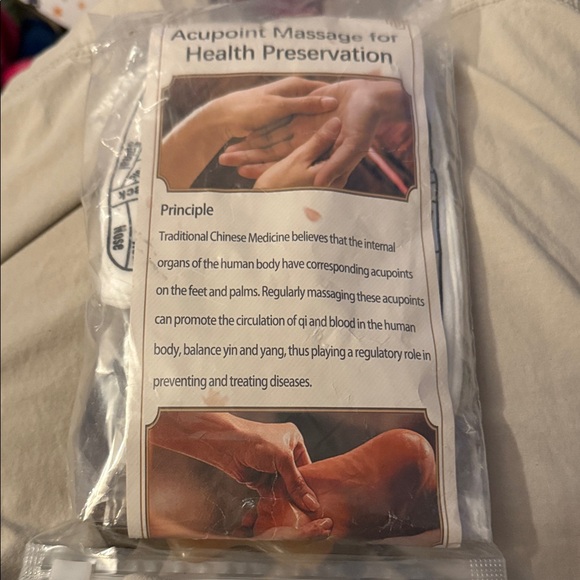 Acupoint Massage for
Health Preservation
Principle
Traditional Chinese Medicine believes that the internal
organs of the human body have corresponding acupoints
on the feet and palms. Regularly massaging these acupoints
can promote the circulation of qi and blood in the human
body, balance yin and yang, thus playing a regulatory role in
preventing and treating diseases.
Nose